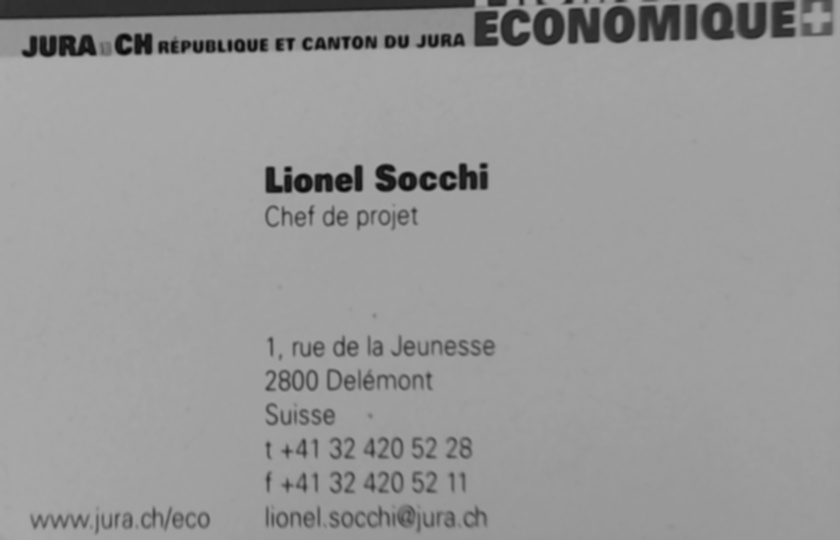 JURA CH RÉPUBLIQUE ET CANTON DU JURA ECONOMIQUE
Lionel Socchi
Chef de projet
1, rue de la Jeunesse
2800 Delémont
Suisse
t +41 32 420 52 28
f +41 32 420 52 11
www.jura.ch/eco lionel.socchi@jura.ch